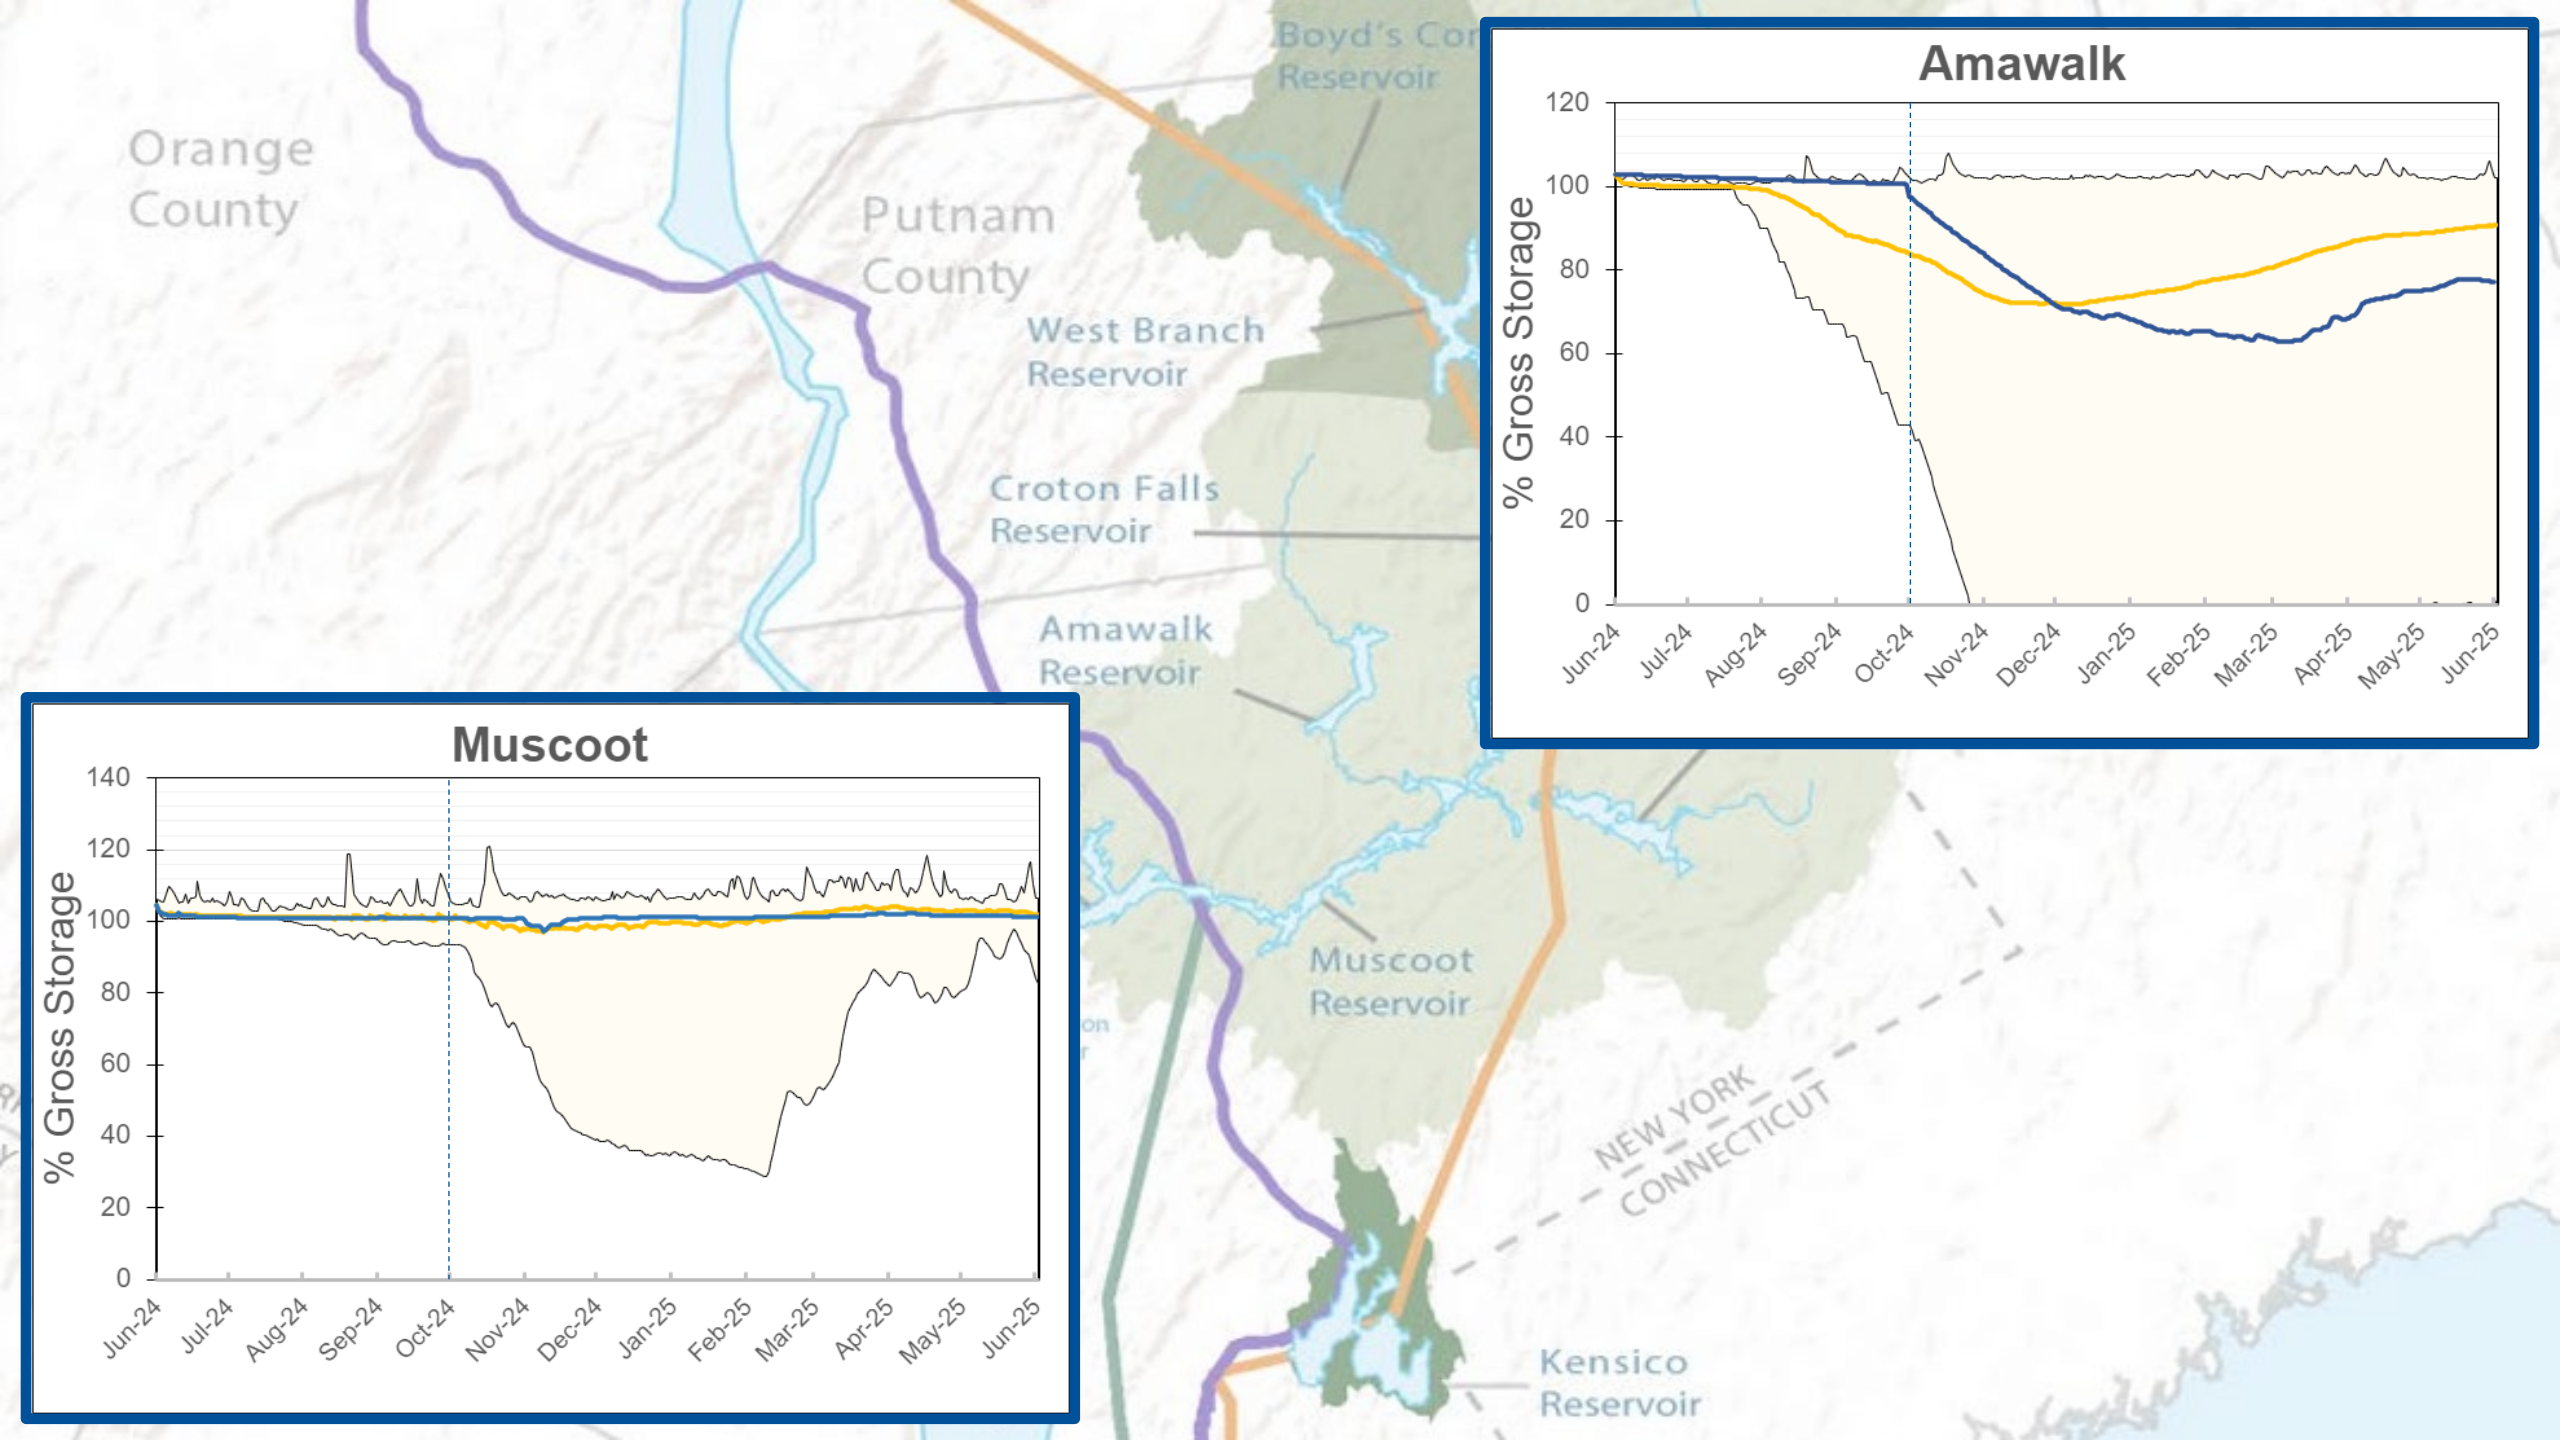 Orange
County
Putnam
County
Boyd's Cor
Reservoir
West Branch
Reservoir
Croton Falls
Reservoir
Amawalk
Reservoir
Amawalk
120
100
80
60
40
20
0
% Gross Storage
Jun-24
Jul-24
Aug-24
Sep-24
Oct-24
Nov-24
Dec-24
Jan-25
Feb-25
Mar-25
Apr-25
May-25
Jun-25
Muscoot
140
120
100
80
60
40
20
0
% Gross Storage
Jun-24
Jul-24
Aug-24
Sep-24
Oct-24
Nov-24
Dec-24
Jan-25
Feb-25
Mar-25
Apr-25
May-25
Jun-25
on
r
Muscoot
Reservoir
NEW YORK
CONNECTICUT
Kensico
Reservoir